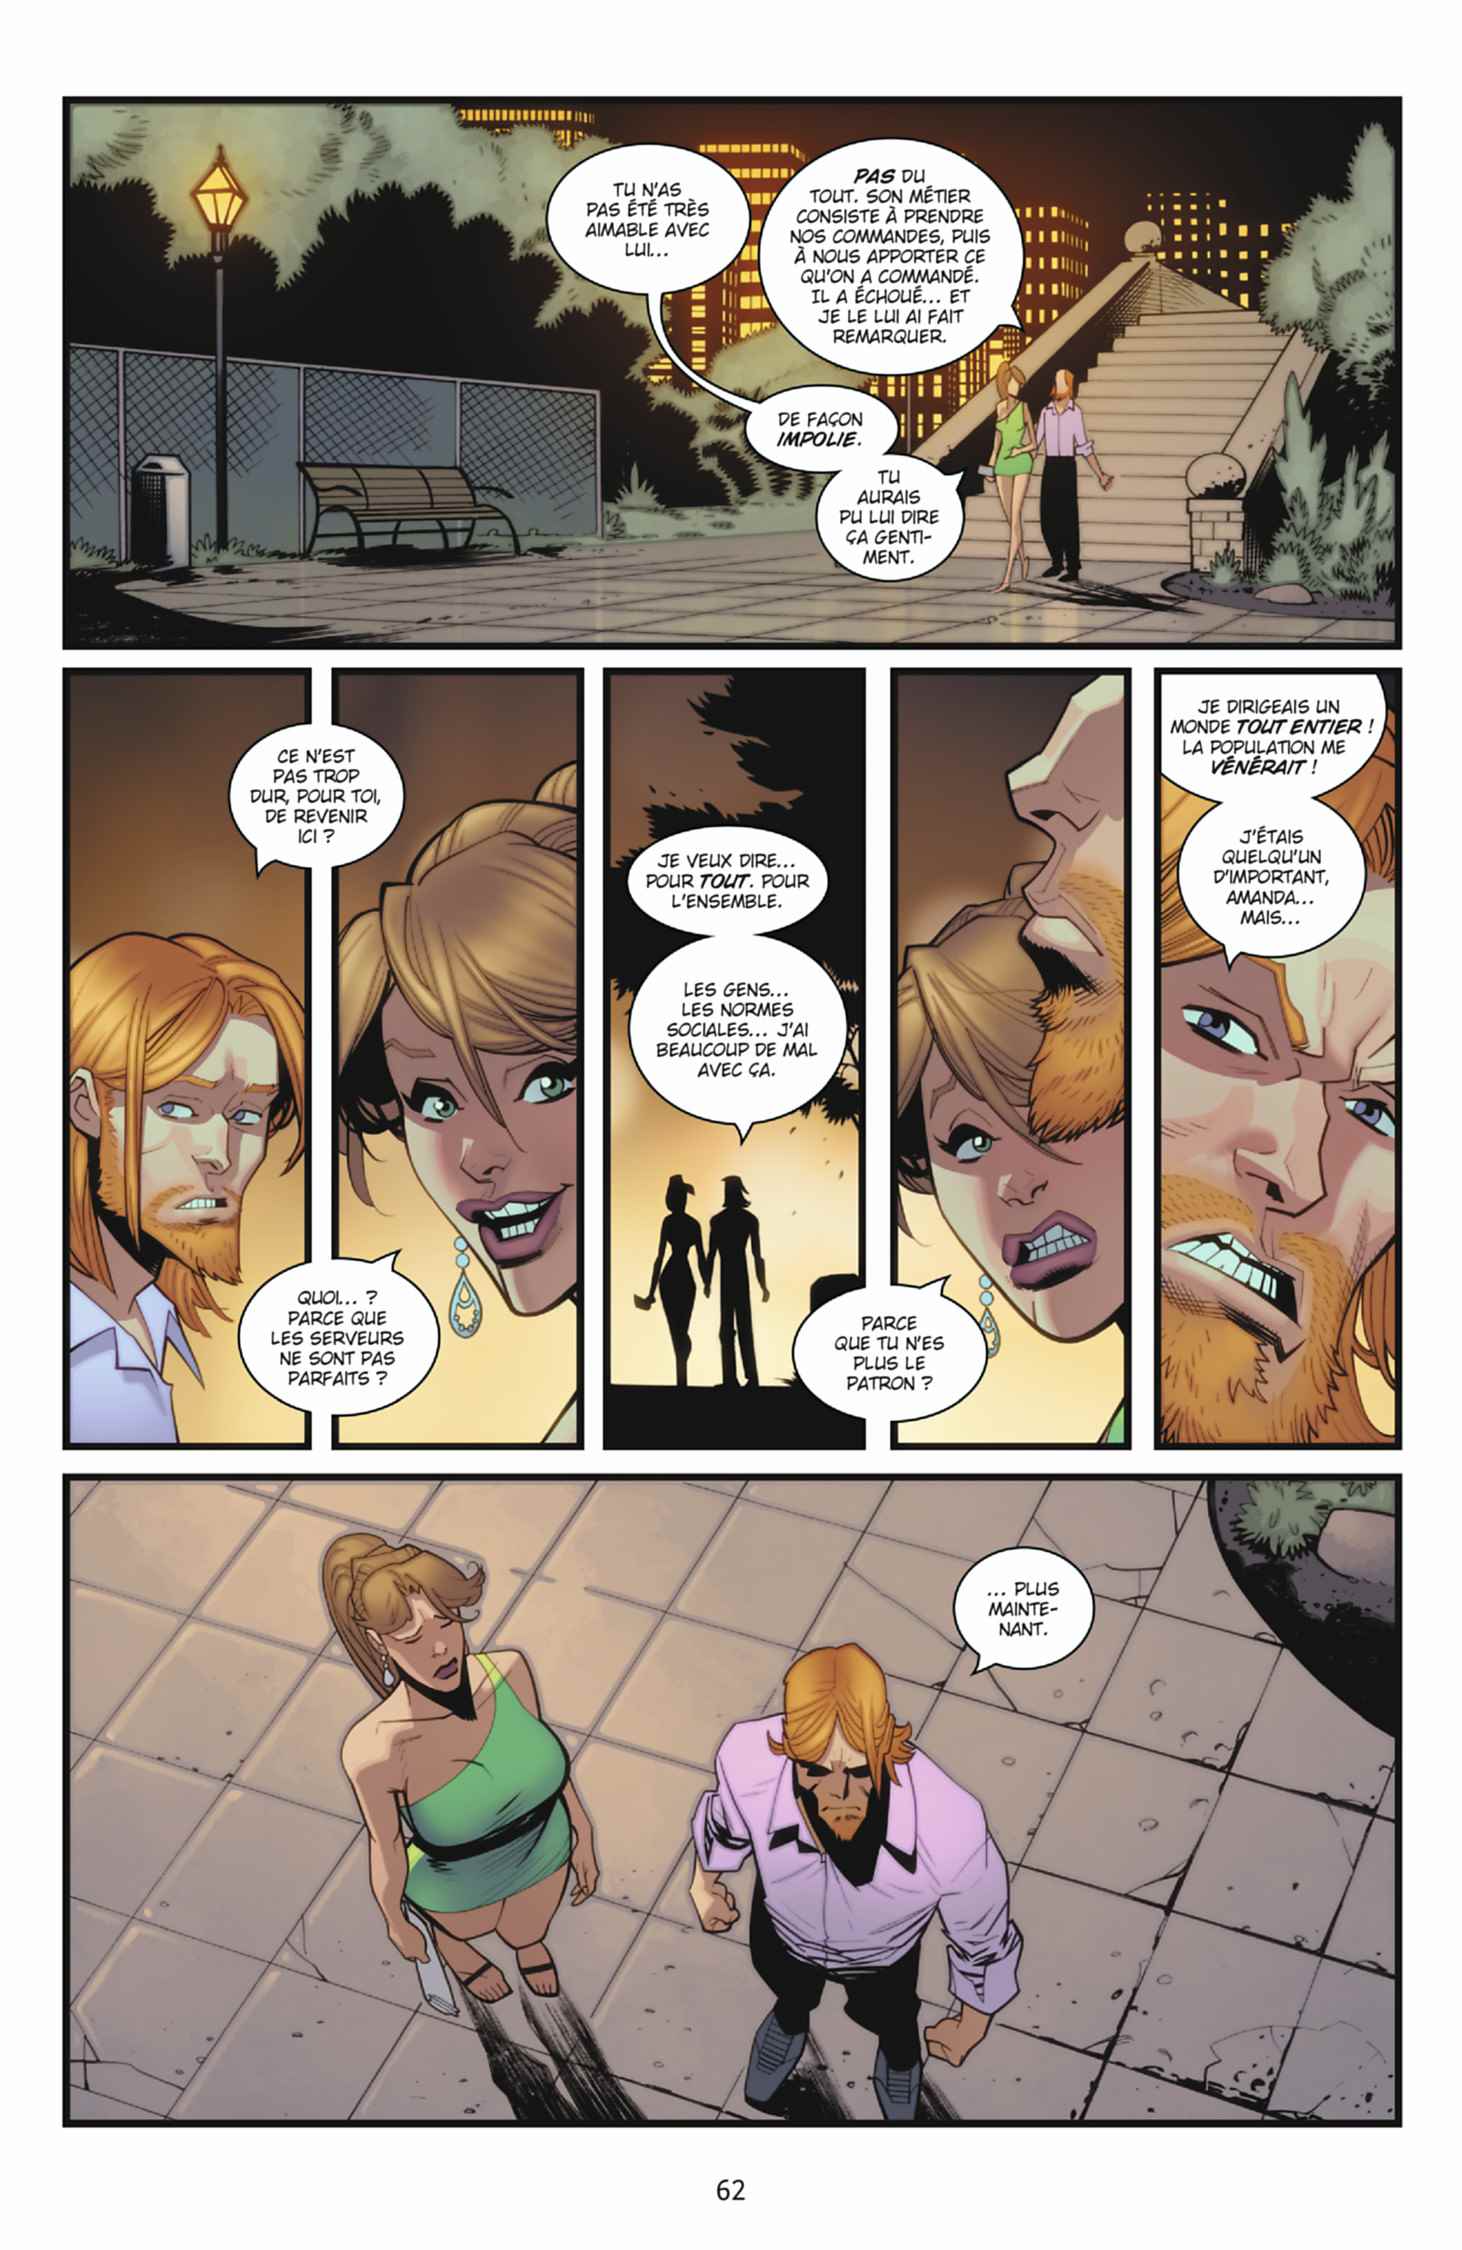 TU N'AS
PAS ÉTÉ TRÈS
AIMABLE AVEC
LUI...
PAS DU
TOUT. SON MÉTIER
CONSISTE À PRENDRE
NOS COMMANDES, PUIS
À NOUS APPORTER CE
QU'ON A COMMANDÉ.
IL A ÉCHOUÉ... ET
JE LE LUI AI FAIT
REMARQUER.
DE FAÇON
IMPOLIE.
TU
AURAIS
PU LUI DIRE
ÇA GENTI-
MENT.
CE N'EST
PAS TROP
DUR, POUR TOI,
DE REVENIR
ICI ?
QUOI... ?
PARCE QUE
LES SERVEURS
NE SONT PAS
PARFAITS ?
JE VEUX DIRE...
POUR TOUT. POUR
L'ENSEMBLE.
LES GENS...
LES NORMES
SOCIALES... J'AI
BEAUCOUP DE MAL
AVEC ÇA.
PARCE
QUE TU N'ES
PLUS LE
PATRON ?
JE DIRIGEAIS UN
MONDE TOUT ENTIER !
LA POPULATION ME
VÉNÉRAIT !
J'ÉTAIS
QUELQU'UN
D'IMPORTANT,
AMANDA...
MAIS...
... PLUS
MAINTE-
NANT.
62